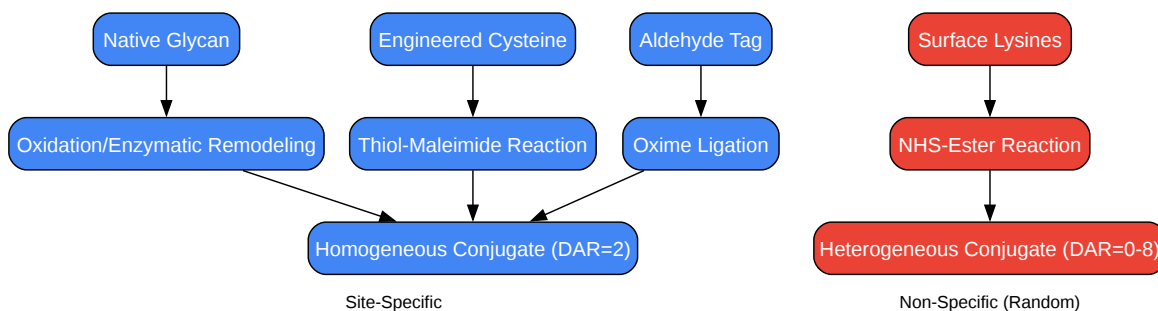 Native Glycan
Engineered Cysteine
Aldehyde Tag
Surface Lysines
Oxidation/Enzymatic Remodeling
Thiol-Maleimide Reaction
Oxime Ligation
NHS-Ester Reaction
Homogeneous Conjugate (DAR=2)
Heterogeneous Conjugate (DAR=0-8)
Site-Specific
Non-Specific (Random)